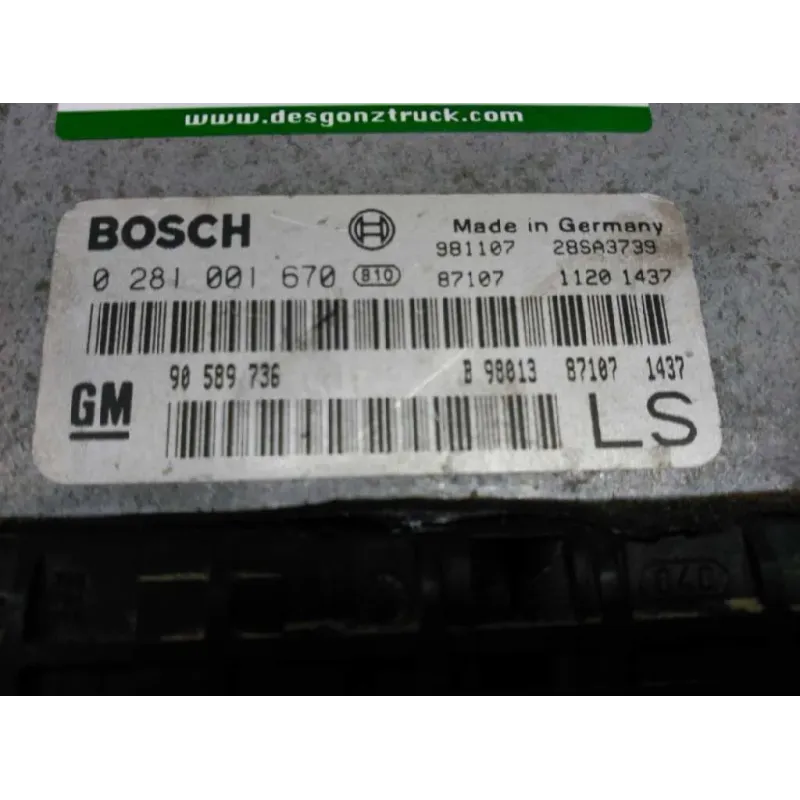 www.desgonztruck.com
BOSCH Made in Germany
981107 28SA3739
0 281 001 670 810 87107 1120 1437
90 589 736 B 98013 87107 1437
GM LS
040